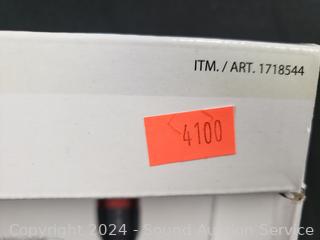 ITM. / ART. 1718544
4100
Copyright 2024 - Sound Auction Service